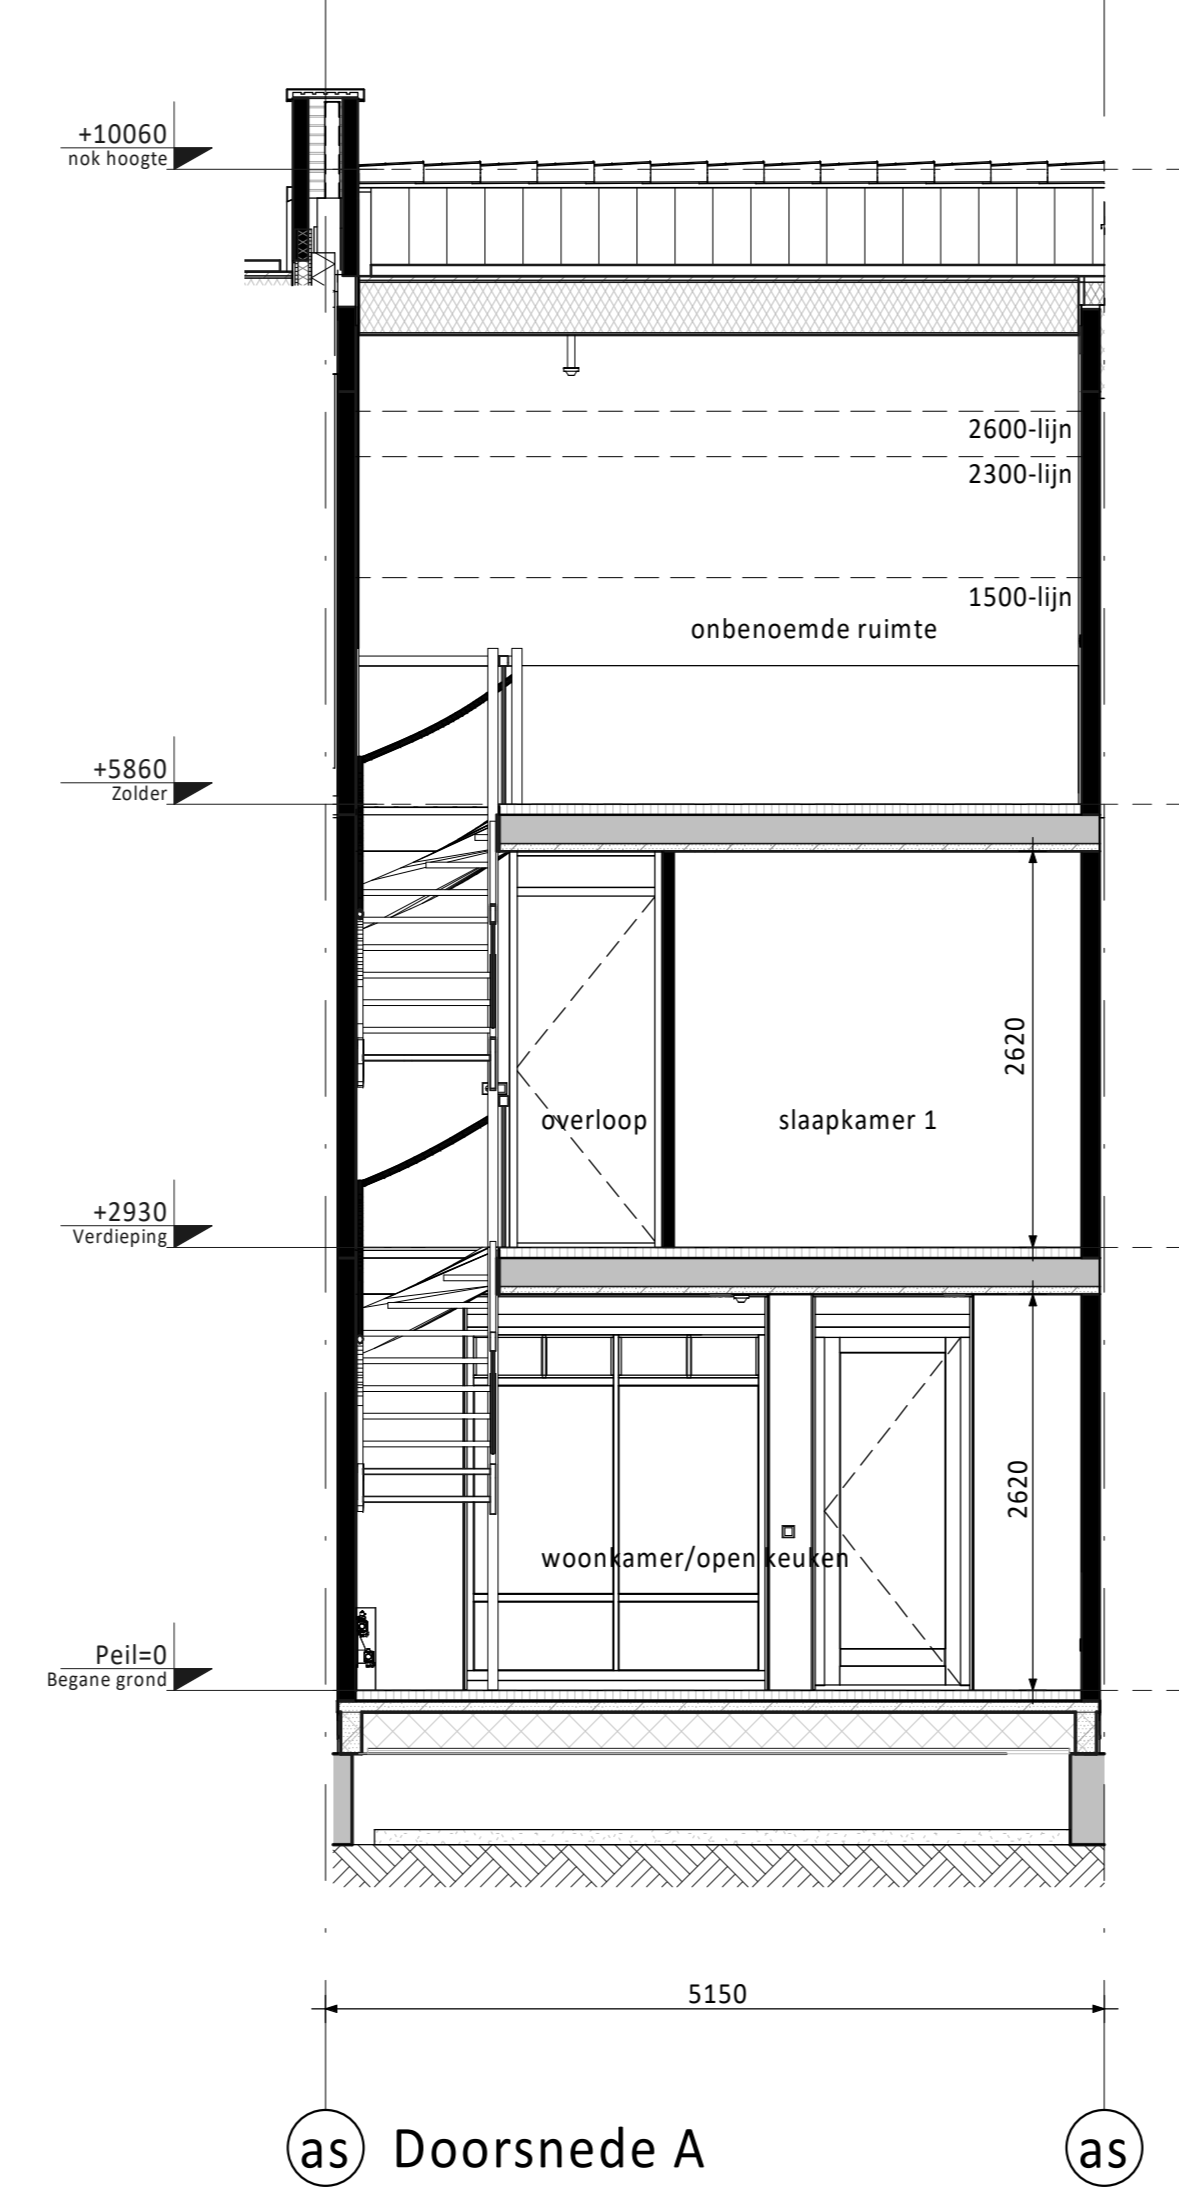 +10060
nok hoogte
2600-lijn
2300-lijn
1500-lijn
onbenoemde ruimte
+5860
Zolder
2620
overloop
slaapkamer 1
+2930
Verdieping
2620
woonkamer/open keuken
Peil=0
Begane grond
5150
as Doorsnede A as